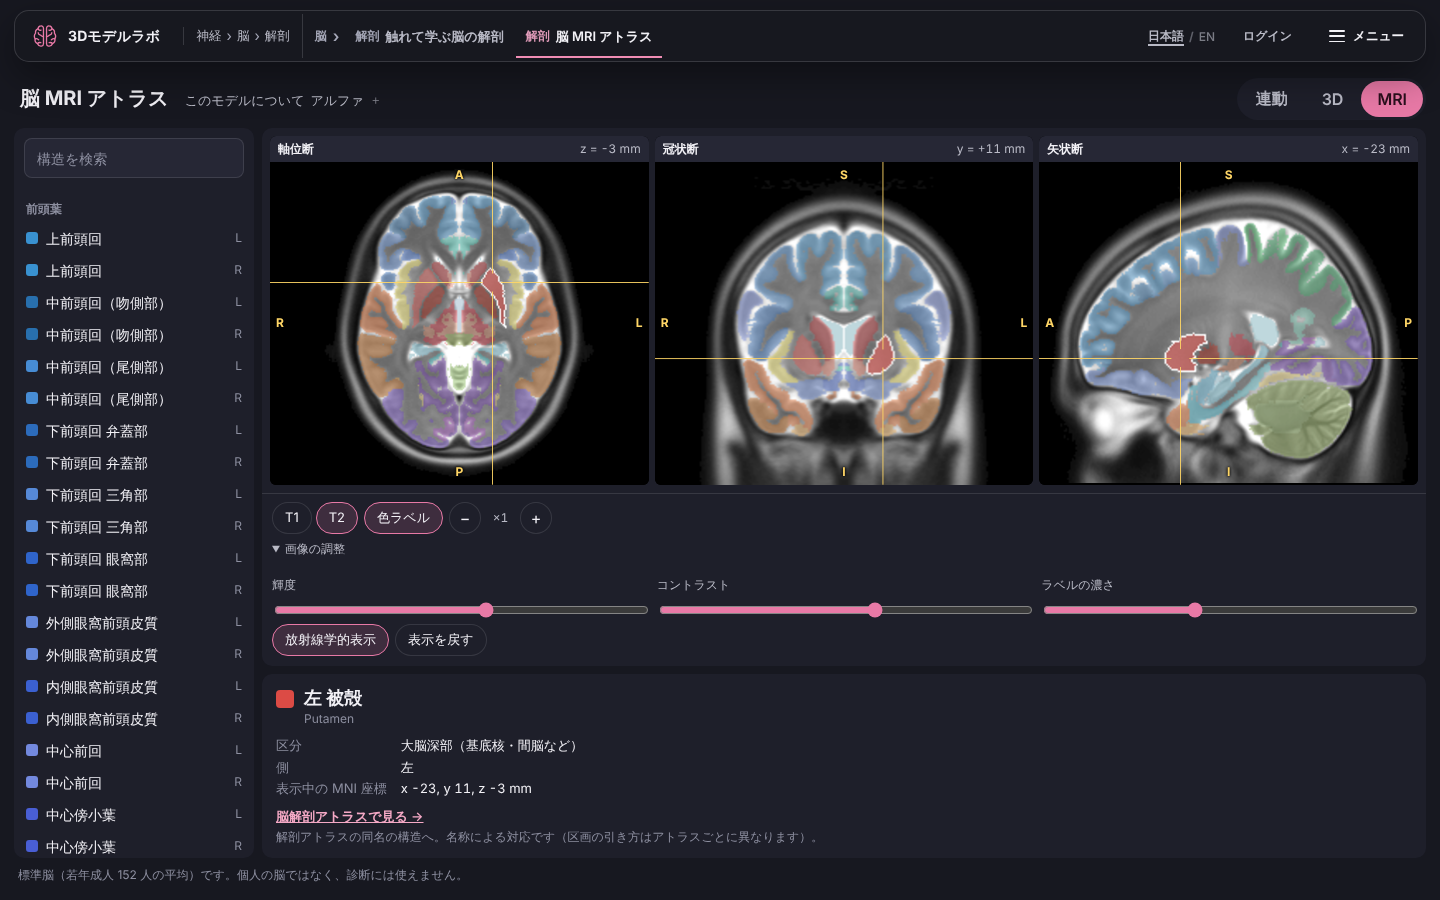 3Dモデルラボ 神経 › 脳 › 解剖 脳 › 解剖 触れて学ぶ脳の解剖 解剖 脳 MRI アトラス 日本語 / EN ログイン メニュー
脳 MRI アトラス このモデルについて アルファ + 連動 3D MRI
構造を検索
前頭葉
上前頭回 L
上前頭回 R
中前頭回（吻側部） L
中前頭回（吻側部） R
中前頭回（尾側部） L
中前頭回（尾側部） R
下前頭回 弁蓋部 L
下前頭回 弁蓋部 R
下前頭回 三角部 L
下前頭回 三角部 R
下前頭回 眼窩部 L
下前頭回 眼窩部 R
外側眼窩前頭皮質 L
外側眼窩前頭皮質 R
内側眼窩前頭皮質 L
内側眼窩前頭皮質 R
中心前回 L
中心前回 R
中心傍小葉 L
中心傍小葉 R
軸位断 z = -3 mm
A
R L
P
冠状断 y = +11 mm
S
R L
I
矢状断 x = -23 mm
S
A P
I
T1 T2 色ラベル − ×1 +
▼ 画像の調整
輝度 コントラスト ラベルの濃さ
放射線学的表示 表示を戻す
左 被殻
Putamen
区分 大脳深部（基底核・間脳など）
側 左
表示中の MNI 座標 x -23, y 11, z -3 mm
脳解剖アトラスで見る →
解剖アトラスの同名の構造へ。名称による対応です（区画の引き方はアトラスごとに異なります）。
標準脳（若年成人 152 人の平均）です。個人の脳ではなく、診断には使えません。